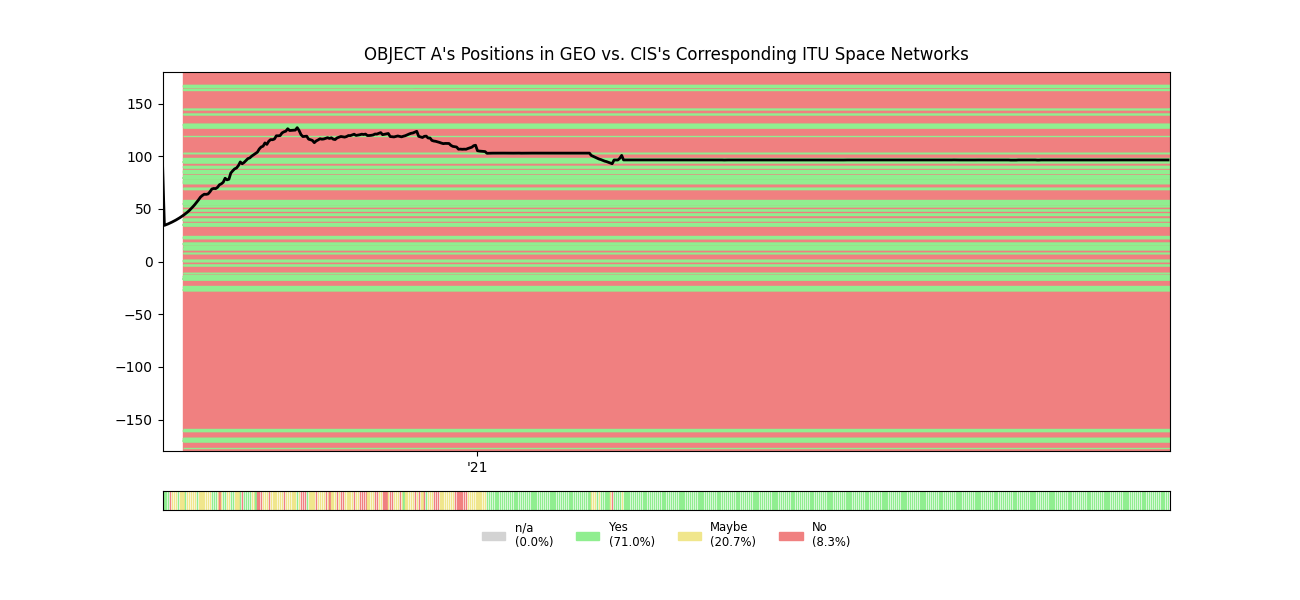 OBJECT A's Positions in GEO vs. CIS's Corresponding ITU Space Networks
150
100
50
0
−50
−100
−150
'21
n/a
(0.0%)
Yes
(71.0%)
Maybe
(20.7%)
No
(8.3%)